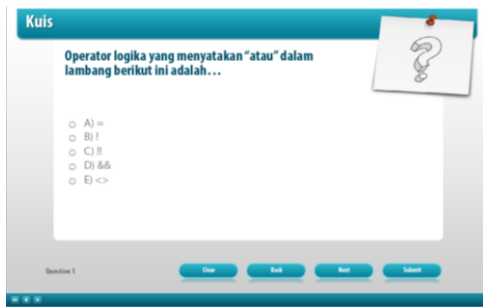 Kuis
Operator logika yang menyatakan “atau” dalam
lambang berikut ini adalah...
A) =
B) !
C) !!
D) &&
E) <>
Question 1
Clear
Back
Next
Submit